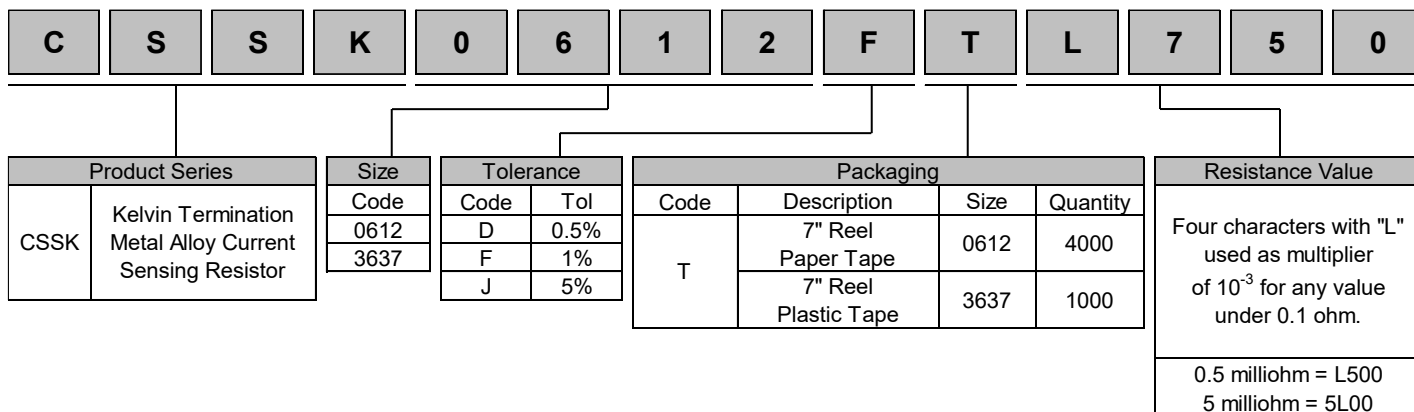 C S S K 0 6 1 2 F T L 7 5 0
Product Series
CSSK
Kelvin Termination
Metal Alloy Current
Sensing Resistor
Size
Code
0612
3637
Tolerance
Code Tol
D 0.5%
F 1%
J 5%
Packaging
Code Description Size Quantity
T
7" Reel
Paper Tape
0612 4000
7" Reel
Plastic Tape
3637 1000
Resistance Value
Four characters with "L"
used as multiplier
of 10⁻³ for any value
under 0.1 ohm.
0.5 milliohm = L500
5 milliohm = 5L00